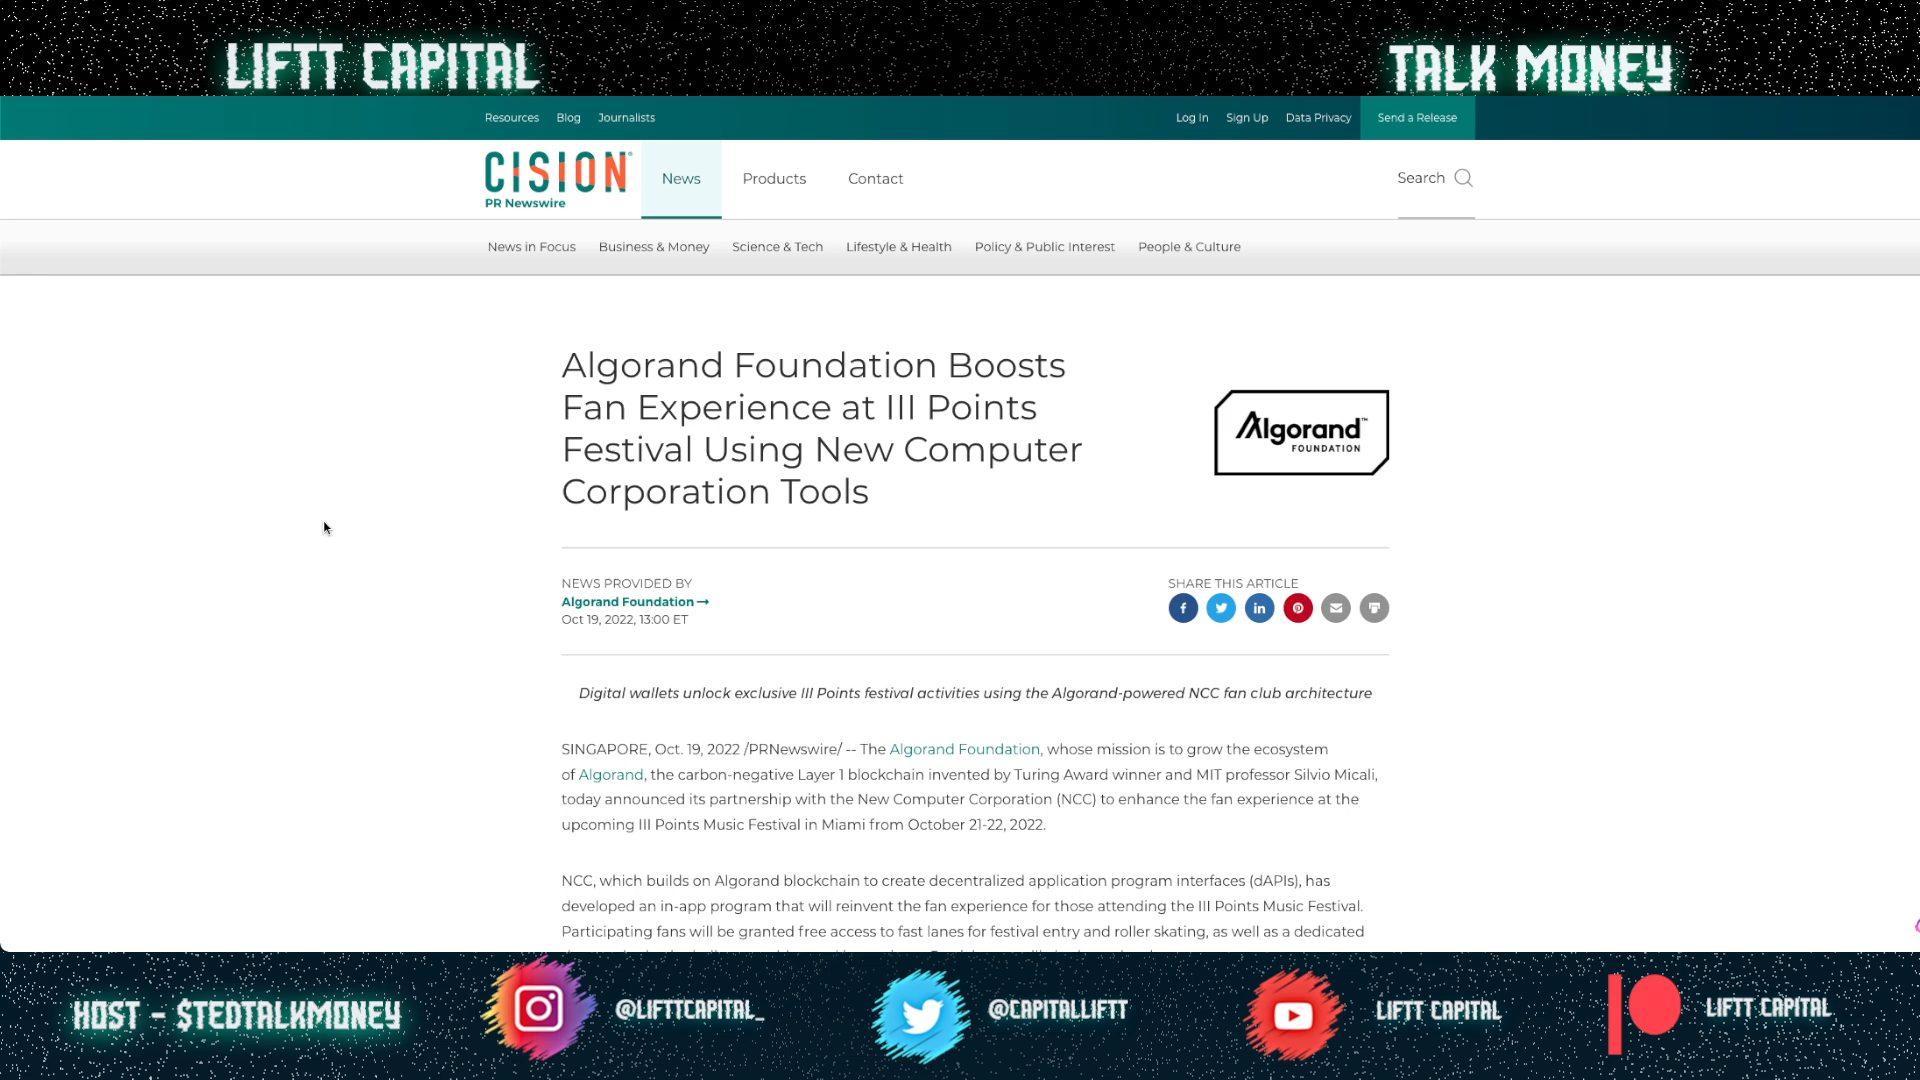 LIFTT CAPITAL
TALK MONEY
Resources Blog Journalists
Log In Sign Up Data Privacy Send a Release
CISION
PR Newswire
News Products Contact
Search
News in Focus Business & Money Science & Tech Lifestyle & Health Policy & Public Interest People & Culture
Algorand Foundation Boosts
Fan Experience at III Points
Festival Using New Computer
Corporation Tools
Algorand™
FOUNDATION
NEWS PROVIDED BY
Algorand Foundation →
Oct 19, 2022, 13:00 ET
SHARE THIS ARTICLE
Digital wallets unlock exclusive III Points festival activities using the Algorand-powered NCC fan club architecture
SINGAPORE, Oct. 19, 2022 /PRNewswire/ -- The Algorand Foundation, whose mission is to grow the ecosystem
of Algorand, the carbon-negative Layer 1 blockchain invented by Turing Award winner and MIT professor Silvio Micali,
today announced its partnership with the New Computer Corporation (NCC) to enhance the fan experience at the
upcoming III Points Music Festival in Miami from October 21-22, 2022.
NCC, which builds on Algorand blockchain to create decentralized application program interfaces (dAPIs), has
developed an in-app program that will reinvent the fan experience for those attending the III Points Music Festival.
Participating fans will be granted free access to fast lanes for festival entry and roller skating, as well as a dedicated
HOST - $TEDTALKMONEY
@LIFTTCAPITAL_
@CAPITALLIFTT
LIFTT CAPITAL
LIFTT CAPITAL